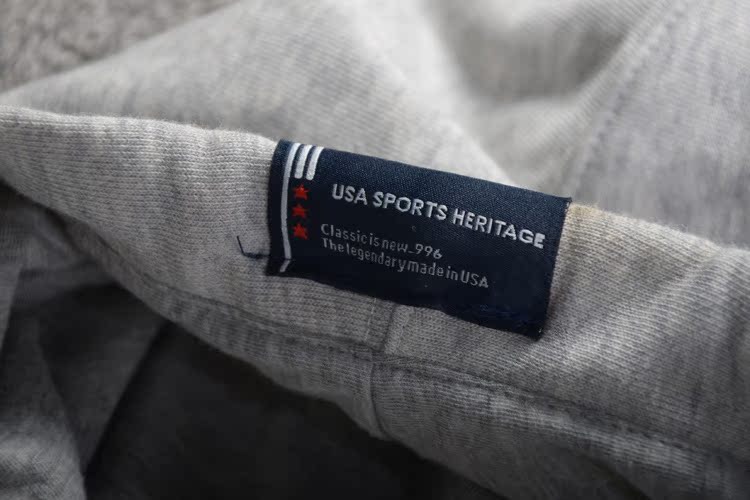 USA SPORTS HERITAGE
Classic is new-996
The legendary made in USA